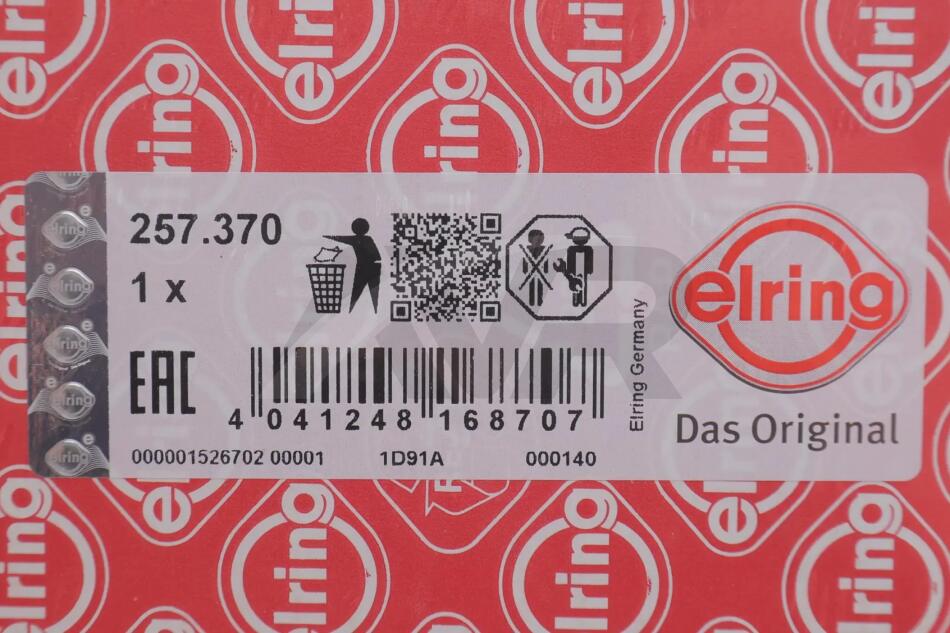 257.370
1 x
EAC
4 041248 168707
000001526702 00001 1D91A 000140
Elring Germany
elring
Das Original